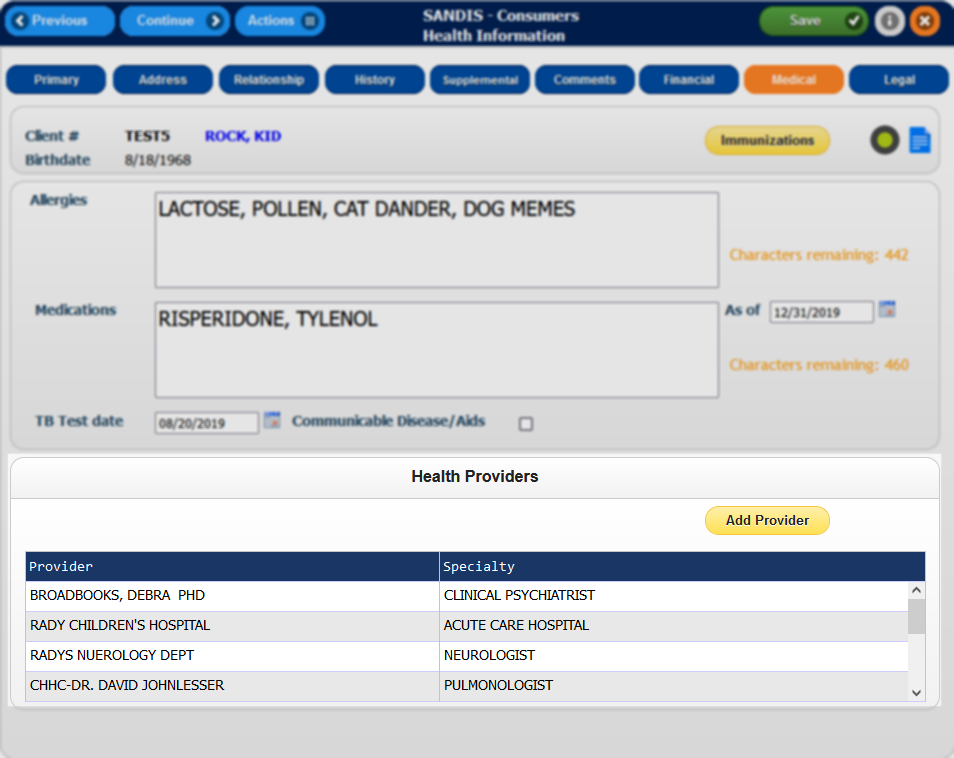 Previous Continue Actions SANDIS - Consumers Save
Health Information
Primary Address Relationship History Supplemental Comments Financial Medical Legal
Client # TEST5 ROCK, KID Immunizations
Birthdate 8/18/1968
Allergies LACTOSE, POLLEN, CAT DANDER, DOG MEMES
Characters remaining: 442
Medications RISPERIDONE, TYLENOL As of 12/31/2019
Characters remaining: 460
TB Test date 08/20/2019 Communicable Disease/Aids
Health Providers
Add Provider
Provider Specialty
BROADBOOKS, DEBRA PHD CLINICAL PSYCHIATRIST
RADY CHILDREN'S HOSPITAL ACUTE CARE HOSPITAL
RADYS NUEROLOGY DEPT NEUROLOGIST
CHHC-DR. DAVID JOHNLESSER PULMONOLOGIST